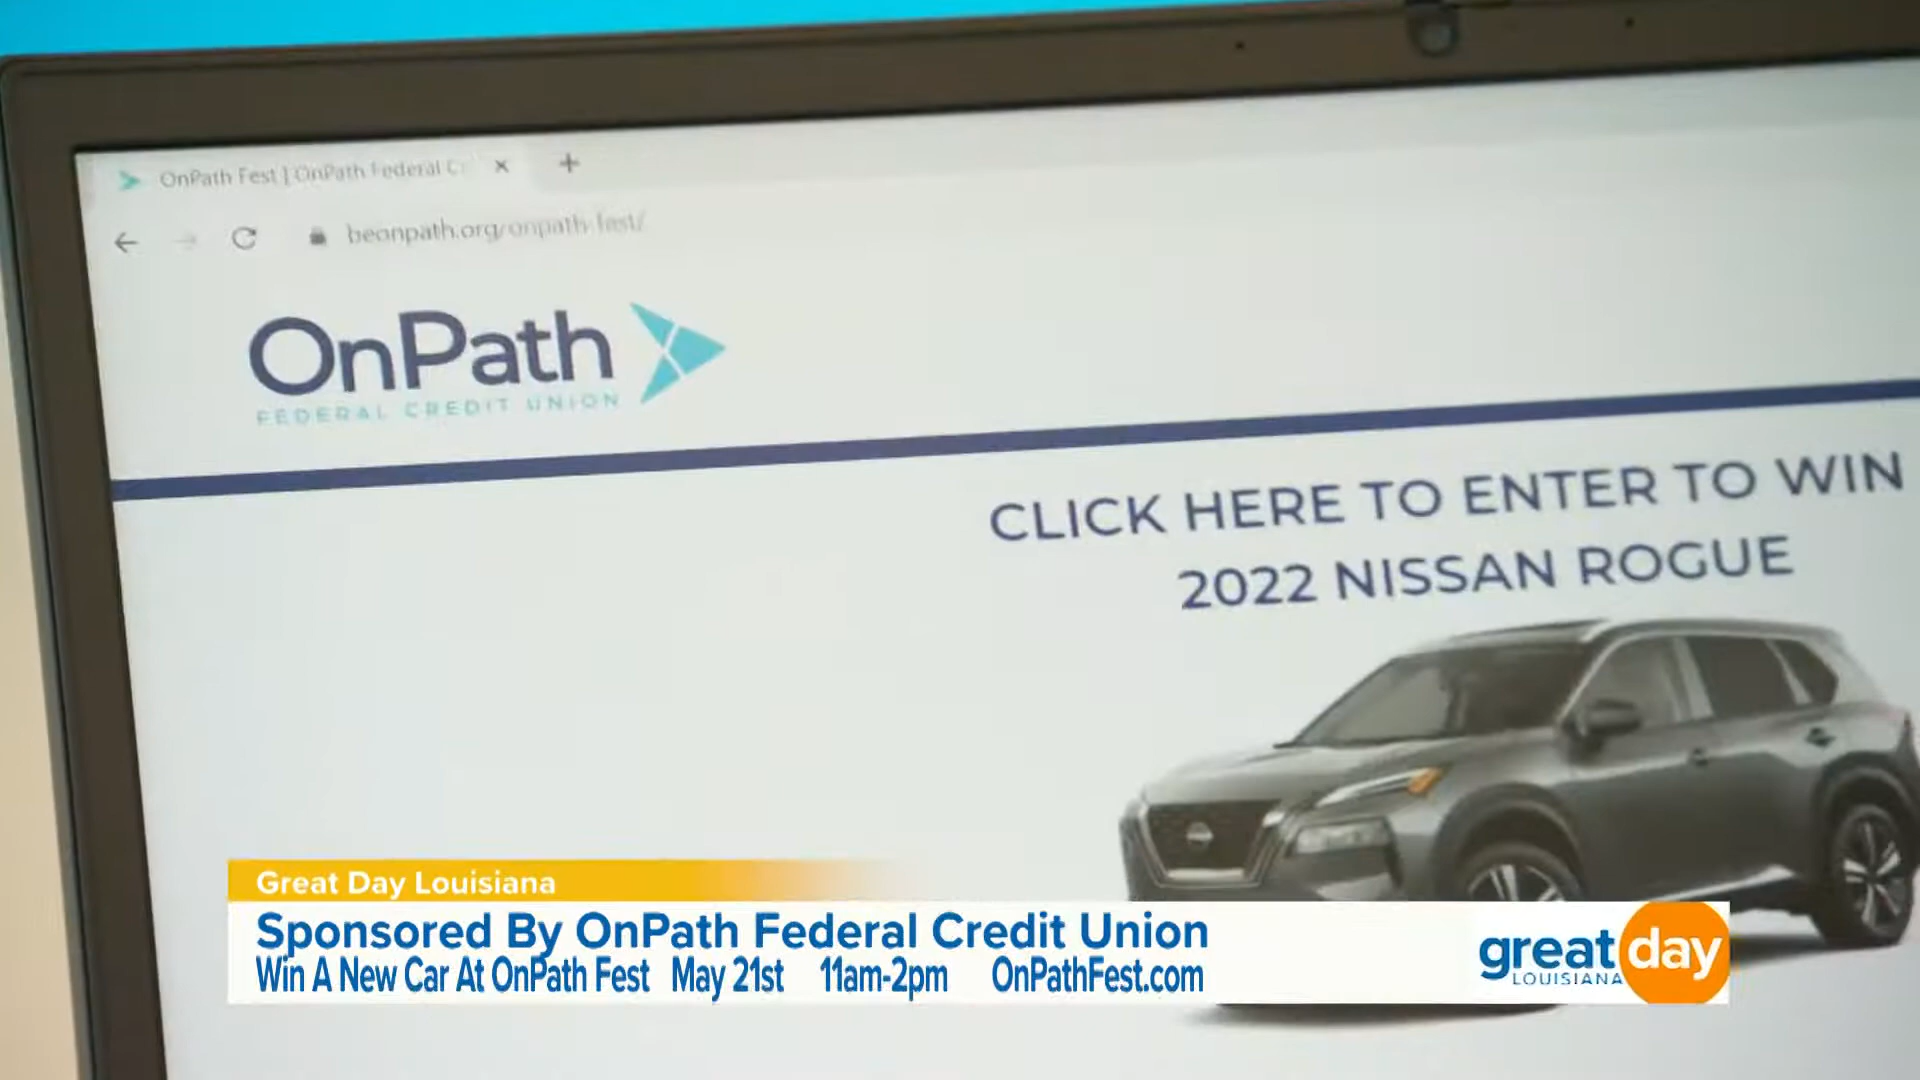 OnPath Fest | OnPath Federal C
beonpath.org/onpath-fest/
OnPath
FEDERAL CREDIT UNION
CLICK HERE TO ENTER TO WIN
2022 NISSAN ROGUE
Great Day Louisiana
Sponsored By OnPath Federal Credit Union
Win A New Car At OnPath Fest May 21st 11am-2pm OnPathFest.com
great day
LOUISIANA